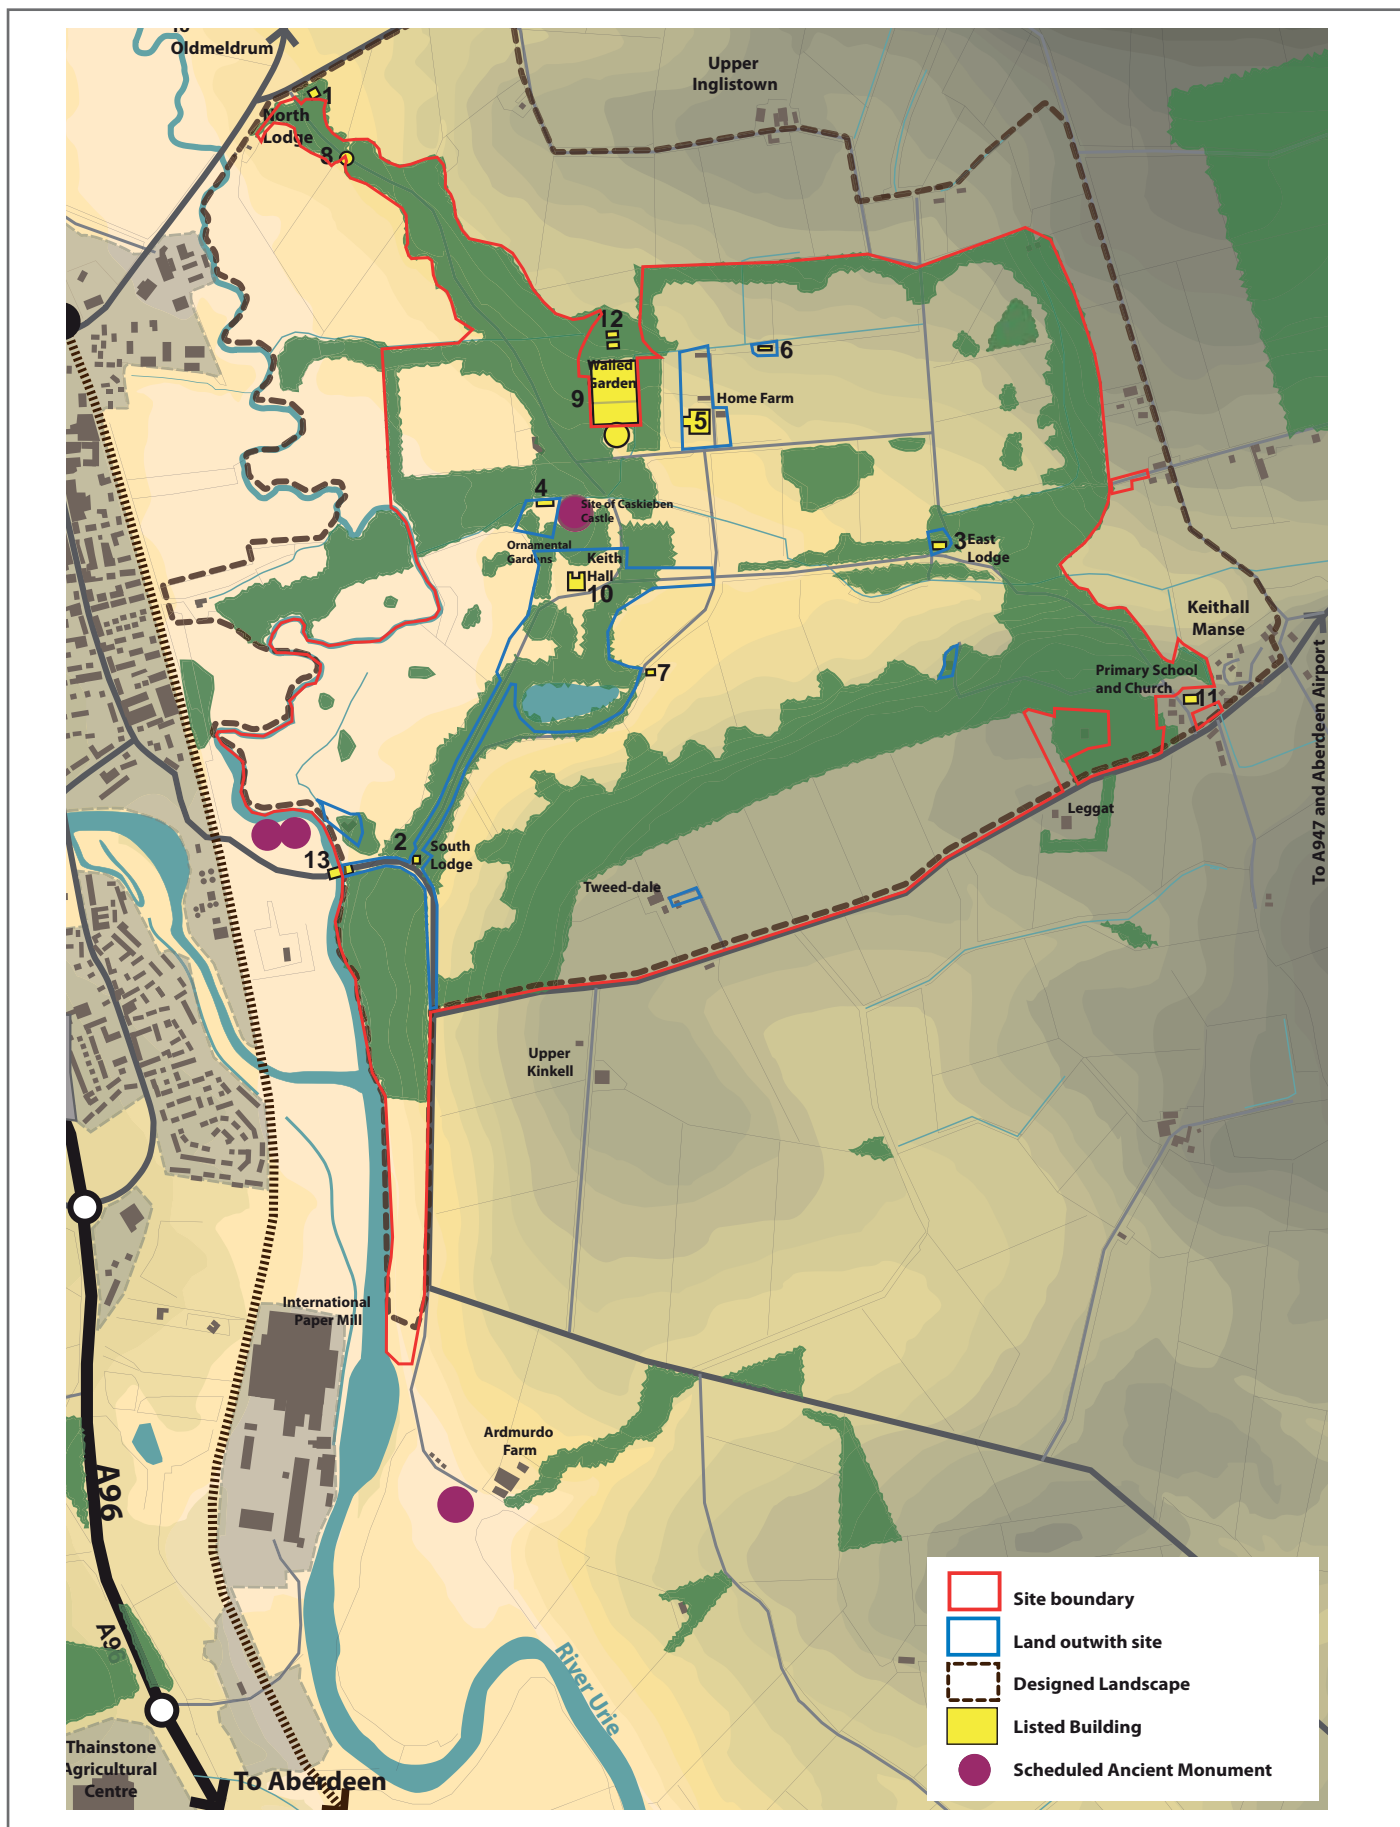 To
Oldmeldrum
Upper
Inglistown
1
North
Lodge
8
12
Walled
Garden
9
6
Home Farm
5
4
Site of Caskieben
Castle
Ornamental
Gardens
Keith
Hall
10
3
East
Lodge
Keithall
Manse
7
Primary School
and Church
11
To A947 and Aberdeen Airport
Leggat
2
South
Lodge
13
Tweed-dale
Upper
Kinkell
International
Paper Mill
Ardmurdo
Farm
A96
A96
River Urie
Thainstone
Agricultural
Centre
To Aberdeen
Site boundary
Land outwith site
Designed Landscape
Listed Building
Scheduled Ancient Monument